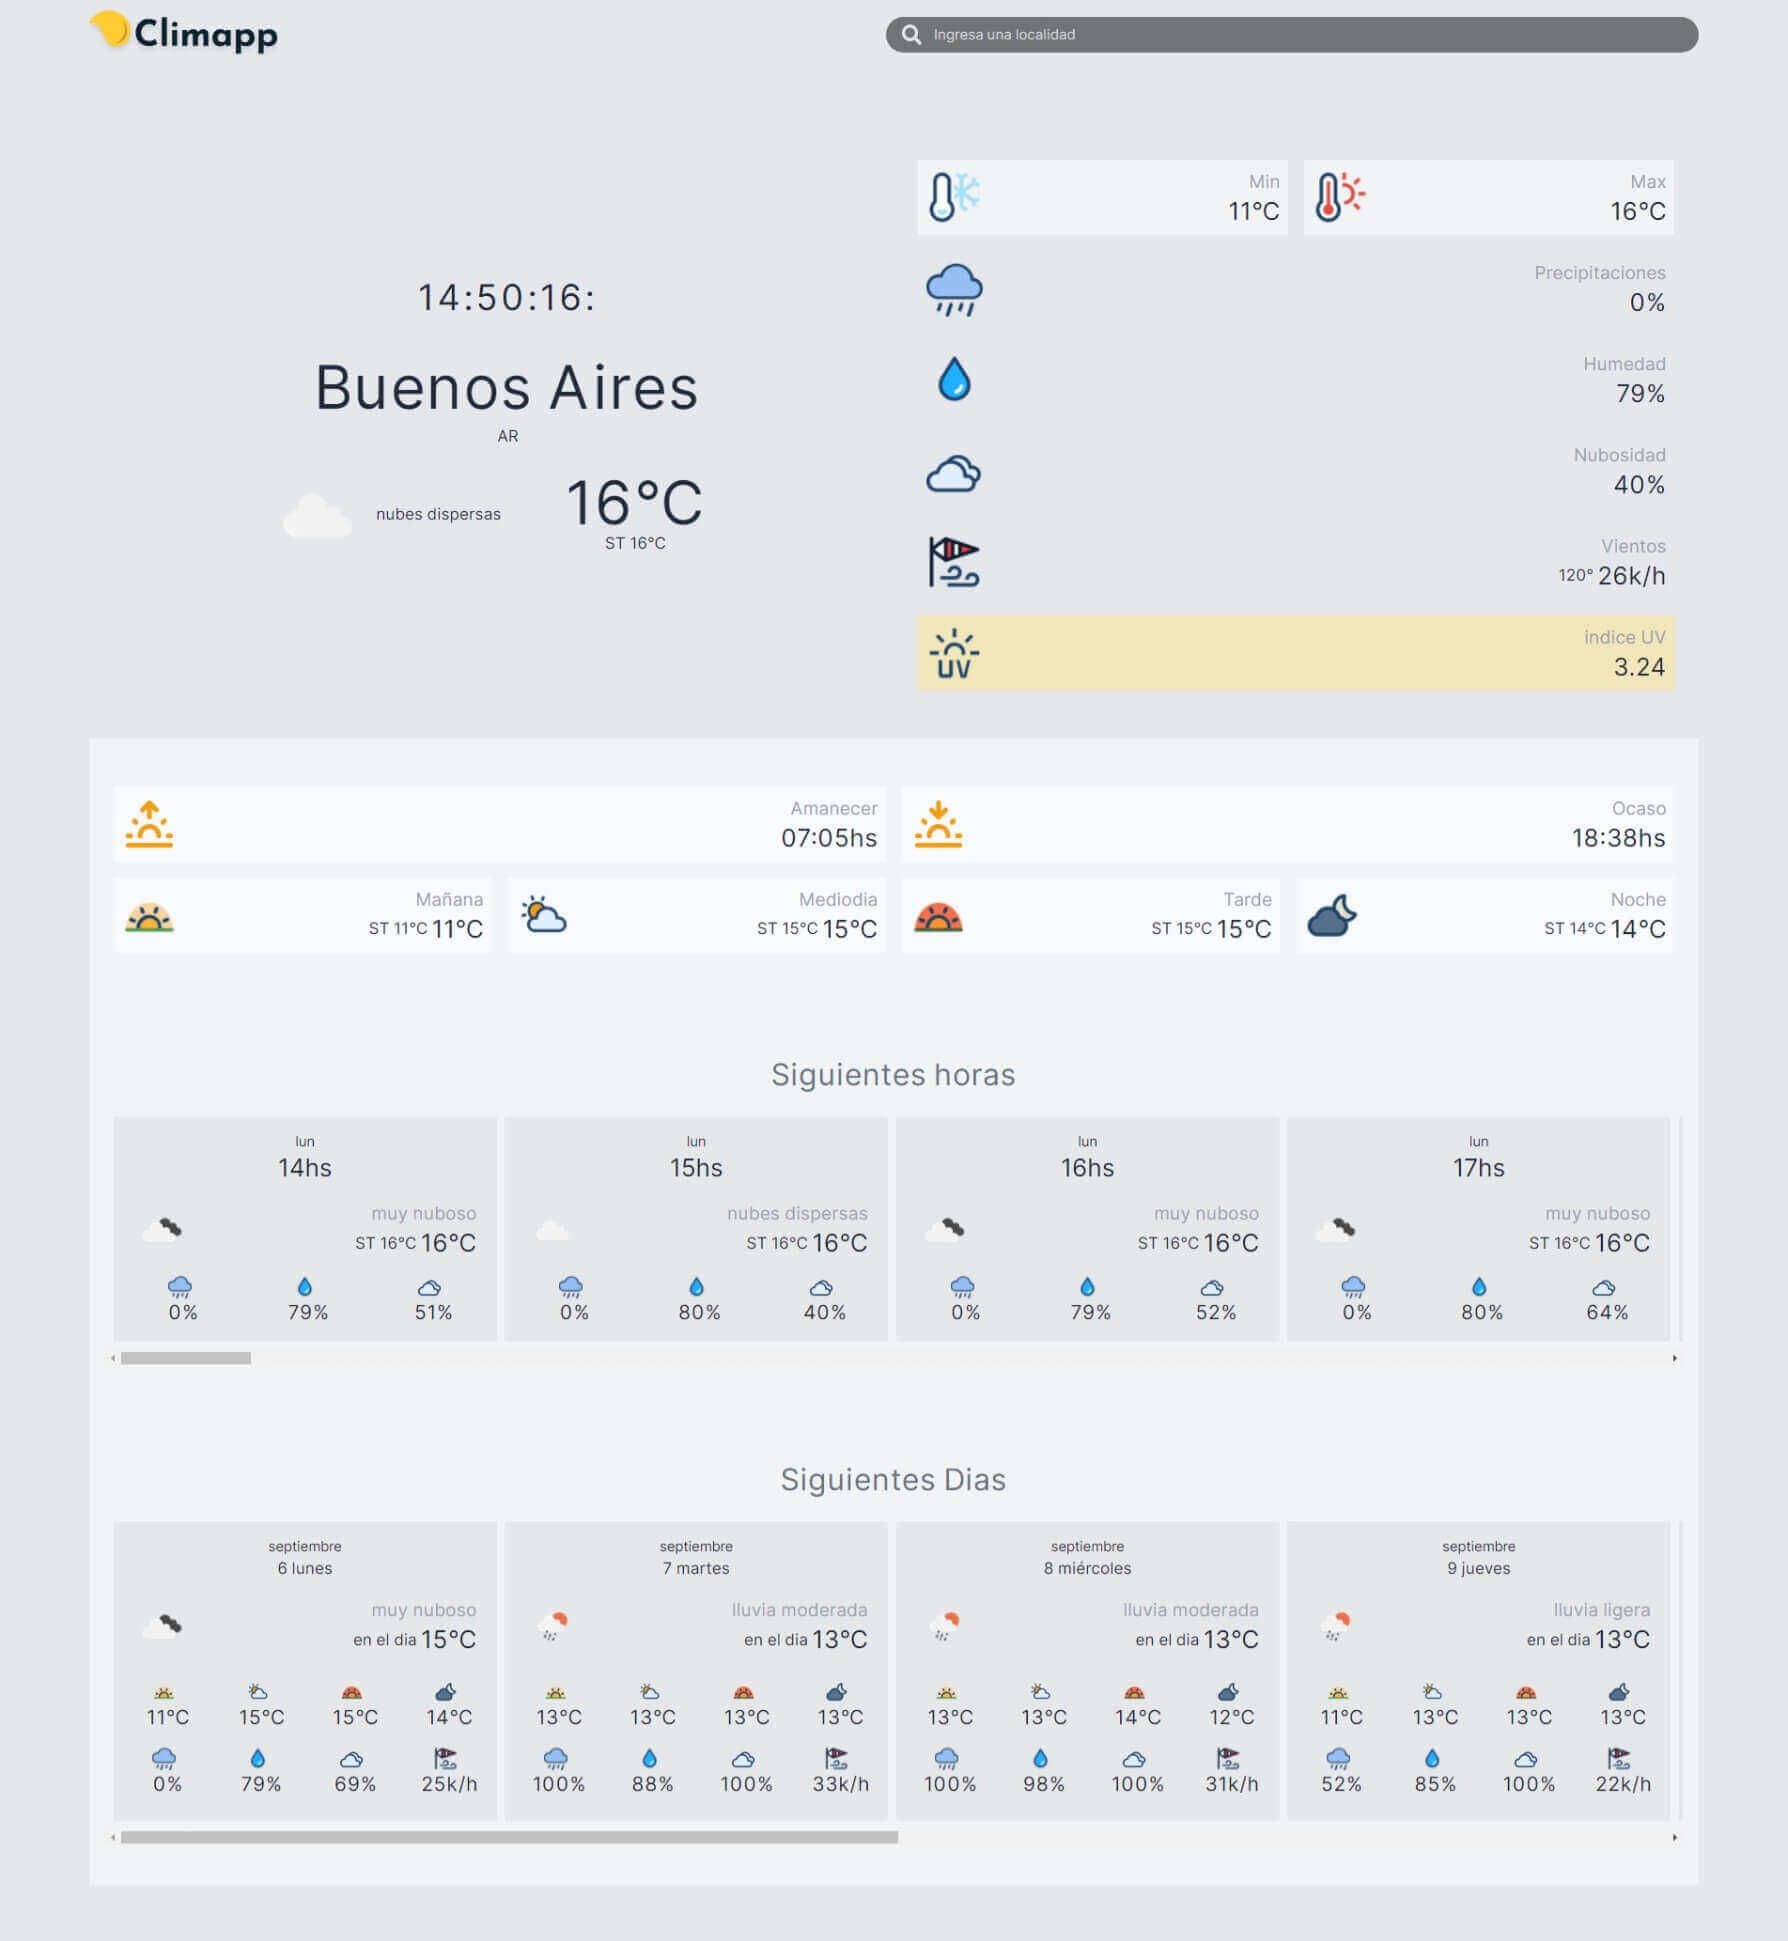 Climapp
Ingresa una localidad
14:50:16:
Buenos Aires
AR
nubes dispersas
16°C
ST 16°C
Min
11°C
Max
16°C
Precipitaciones
0%
Humedad
79%
Nubosidad
40%
Vientos
120° 26k/h
UV
indice UV
3.24
Amanecer
07:05hs
Ocaso
18:38hs
Mañana
ST 11°C 11°C
Mediodia
ST 15°C 15°C
Tarde
ST 15°C 15°C
Noche
ST 14°C 14°C
Siguientes horas
lun
14hs
muy nuboso
ST 16°C 16°C
0% 79% 51%
lun
15hs
nubes dispersas
ST 16°C 16°C
0% 80% 40%
lun
16hs
muy nuboso
ST 16°C 16°C
0% 79% 52%
lun
17hs
muy nuboso
ST 16°C 16°C
0% 80% 64%
Siguientes Dias
septiembre
6 lunes
muy nuboso
en el dia 15°C
11°C 15°C 15°C 14°C
0% 79% 69% 25k/h
septiembre
7 martes
lluvia moderada
en el dia 13°C
13°C 13°C 13°C 13°C
100% 88% 100% 33k/h
septiembre
8 miércoles
lluvia moderada
en el dia 13°C
13°C 13°C 14°C 12°C
100% 98% 100% 31k/h
septiembre
9 jueves
lluvia ligera
en el dia 13°C
11°C 13°C 13°C 13°C
52% 85% 100% 22k/h